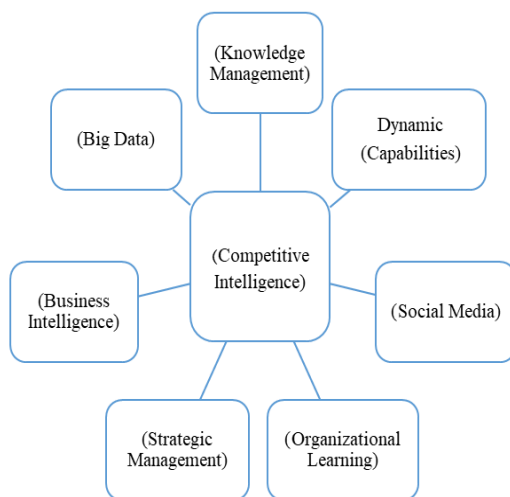 (Knowledge
Management)
(Big Data)
Dynamic
(Capabilities)
(Competitive
Intelligence)
(Business
Intelligence)
(Social Media)
(Strategic
Management)
(Organizational
Learning)